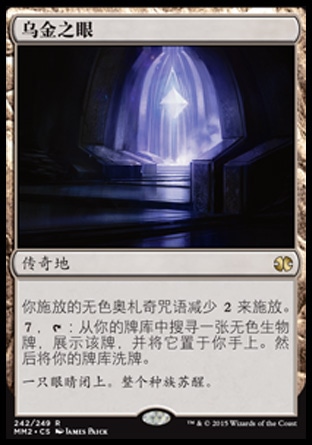 乌金之眼
传奇地
你施放的无色奥札奇咒语减少 2 来施放。
7，：从你的牌库中搜寻一张无色生物
牌，展示该牌，并将它置于你手上。然
后将你的牌库洗牌。
一只眼睛闭上。整个种族苏醒。
242/249 R
MM2 • CS JAMES PAICK
™ & © 2015 Wizards of the Coast